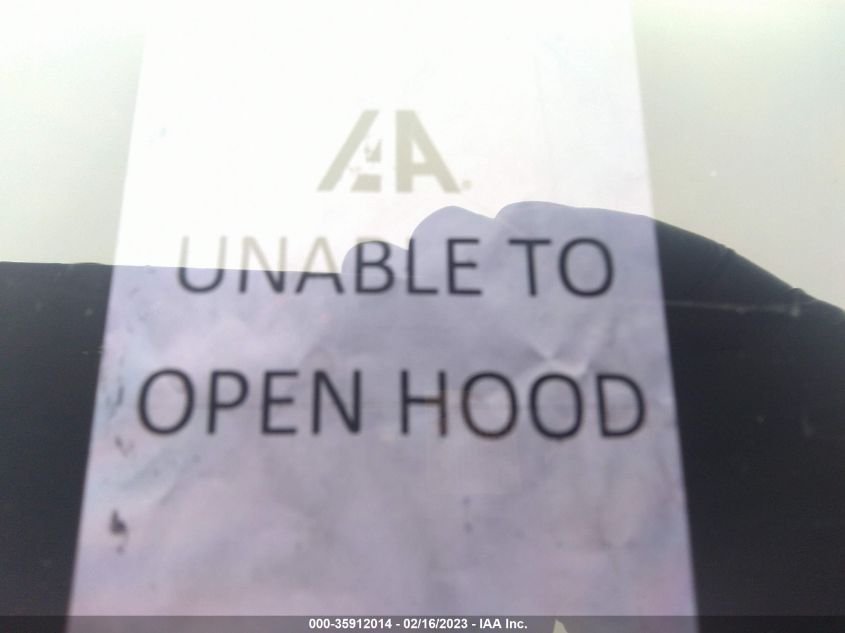 IAA.
UNABLE TO
OPEN HOOD
000-35912014 - 02/16/2023 - IAA Inc.